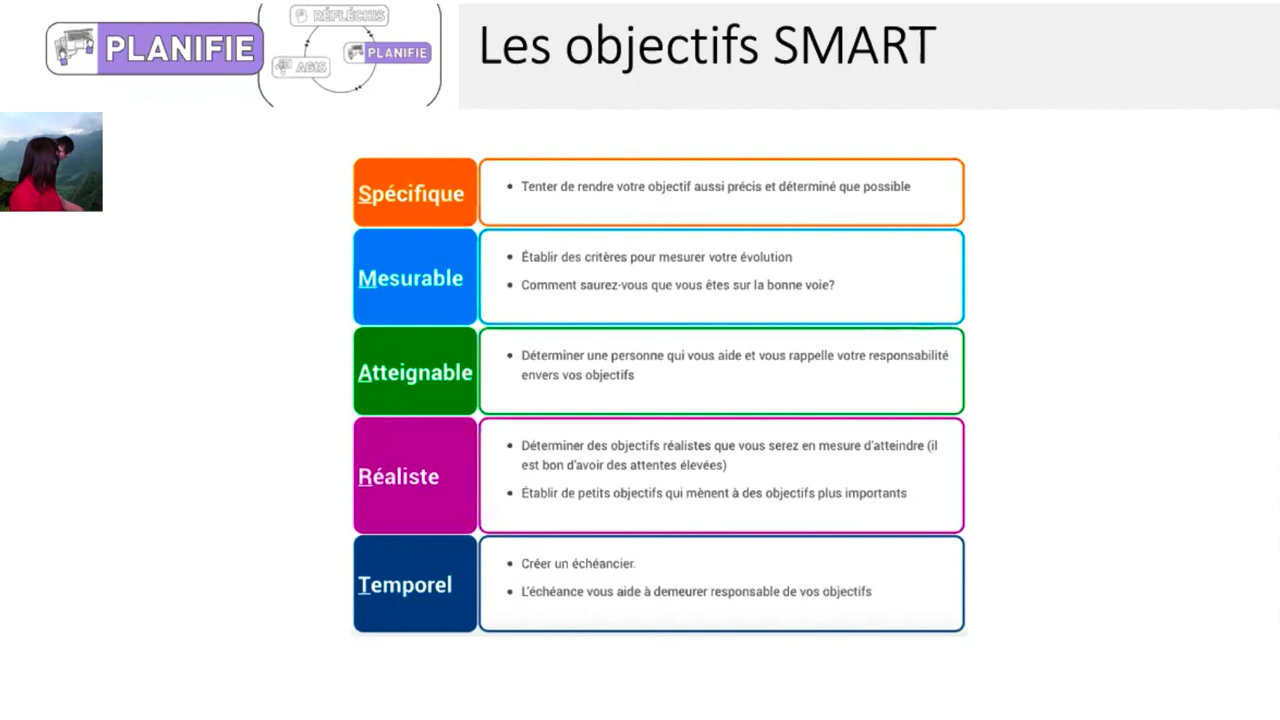 PLANIFIE
RÉFLÉCHIS
PLANIFIE
AGIS
Les objectifs SMART
Spécifique
• Tenter de rendre votre objectif aussi précis et déterminé que possible
Mesurable
• Établir des critères pour mesurer votre évolution
• Comment saurez-vous que vous êtes sur la bonne voie?
Atteignable
• Déterminer une personne qui vous aide et vous rappelle votre responsabilité
envers vos objectifs
Réaliste
• Déterminer des objectifs réalistes que vous serez en mesure d'atteindre (il
est bon d'avoir des attentes élevées)
• Établir de petits objectifs qui mènent à des objectifs plus importants
Temporel
• Créer un échéancier.
• L'échéance vous aide à demeurer responsable de vos objectifs